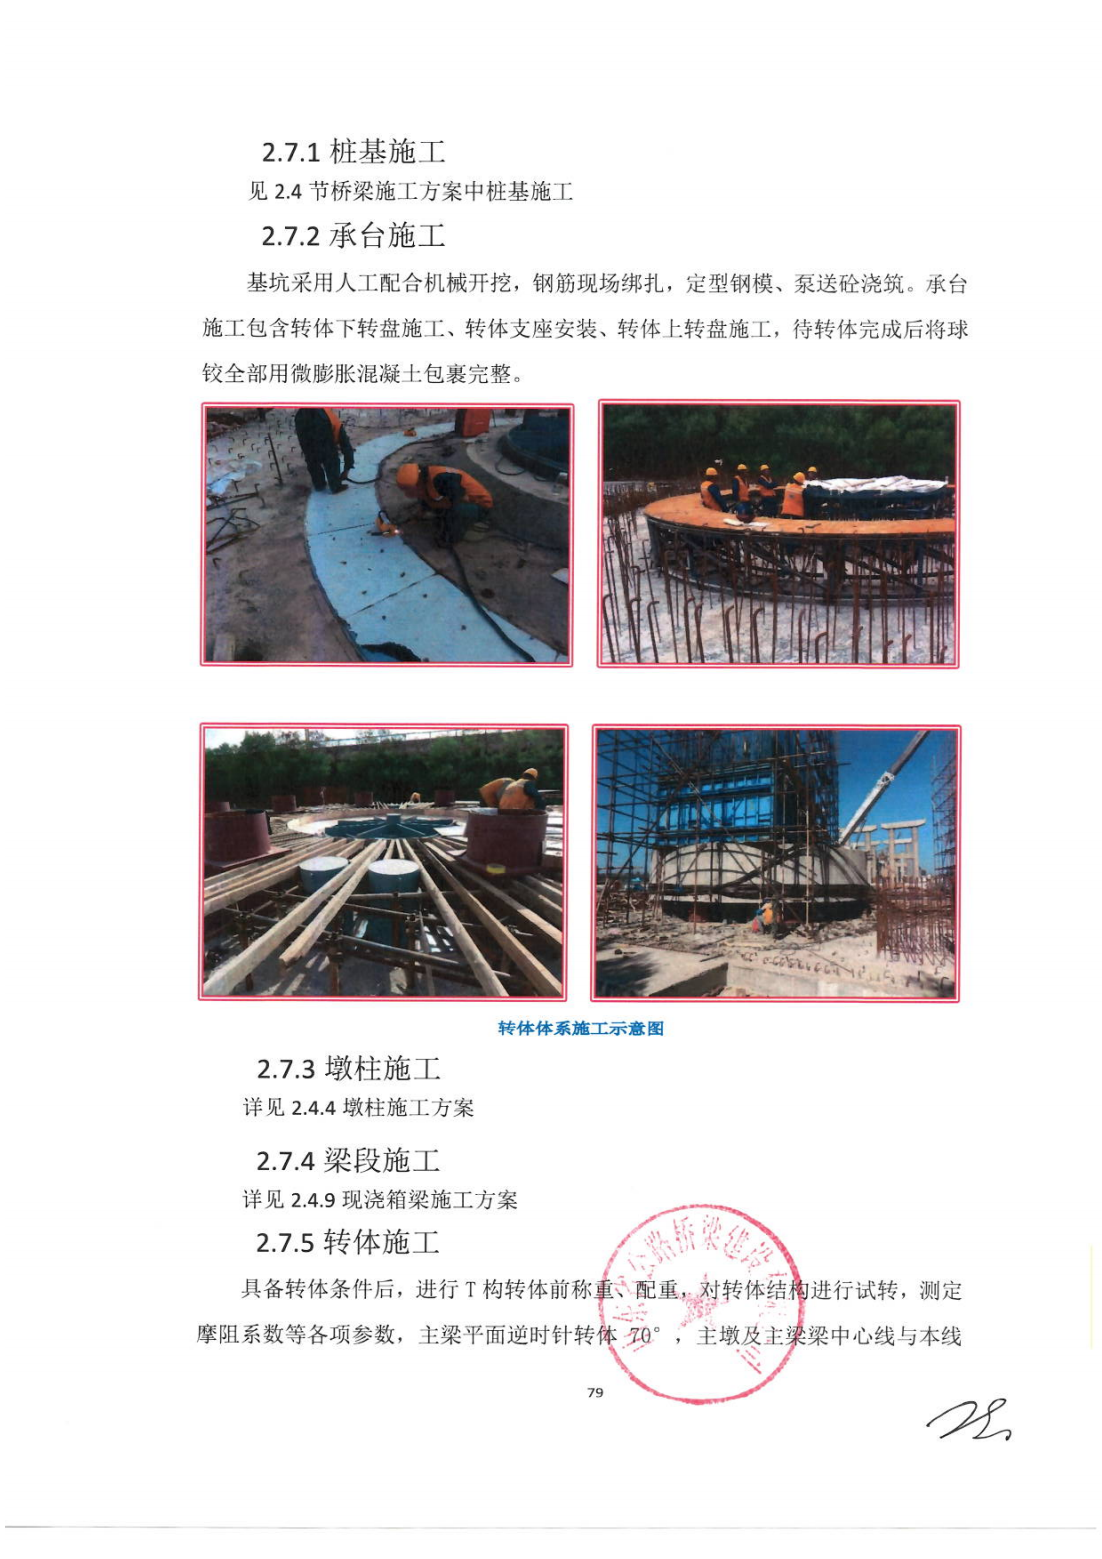 2.7.1 桩基施工
见 2.4 节桥梁施工方案中桩基施工
2.7.2 承台施工
基坑采用人工配合机械开挖，钢筋现场绑扎，定型钢模、泵送砼浇筑。承台
施工包含转体下转盘施工、转体支座安装、转体上转盘施工，待转体完成后将球
铰全部用微膨胀混凝土包裹完整。
转体体系施工示意图
2.7.3 墩柱施工
详见 2.4.4 墩柱施工方案
2.7.4 梁段施工
详见 2.4.9 现浇箱梁施工方案
2.7.5 转体施工
具备转体条件后，进行 T 构转体前称重、配重，对转体结构进行试转，测定
摩阻系数等各项参数，主梁平面逆时针转体 70°，主墩及主梁梁中心线与本线
公路桥梁建设
79